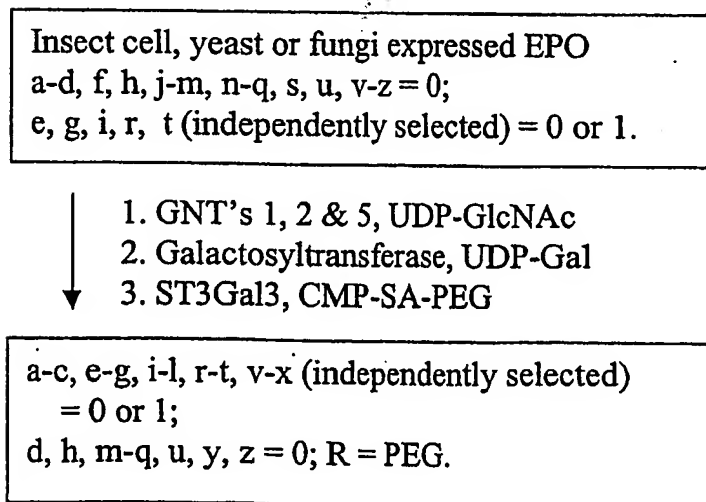 Insect cell, yeast or fungi expressed EPO
a-d, f, h, j-m, n-q, s, u, v-z = 0;
e, g, i, r, t (independently selected) = 0 or 1.
1. GNT's 1, 2 & 5, UDP-GlcNAc
2. Galactosyltransferase, UDP-Gal
3. ST3Gal3, CMP-SA-PEG
a-c, e-g, i-l, r-t, v-x (independently selected)
= 0 or 1;
d, h, m-q, u, y, z = 0; R = PEG.